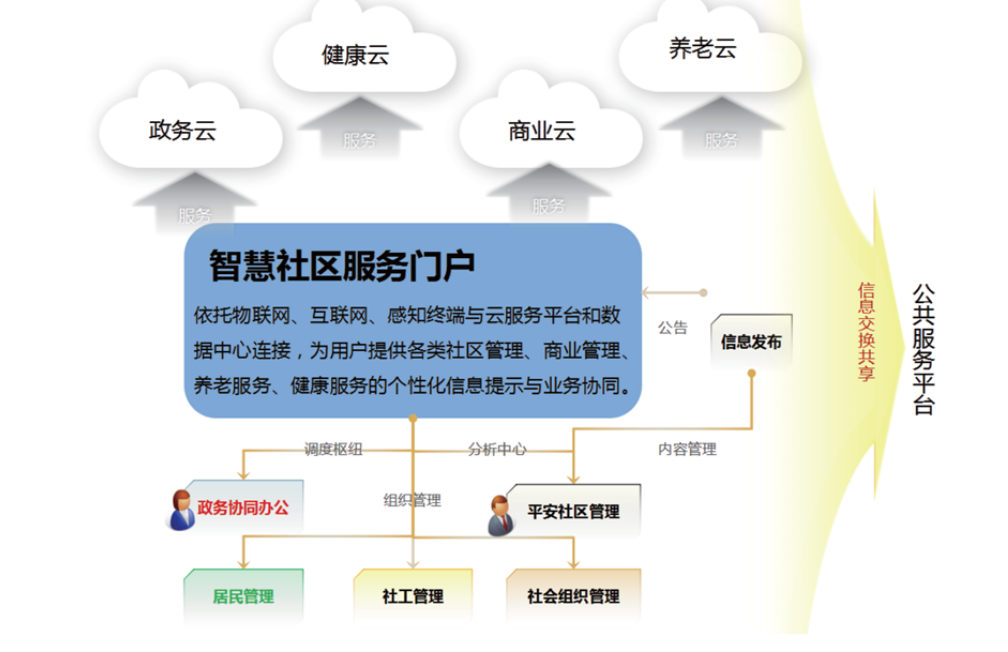 健康云
养老云
政务云
商业云
服务
服务
服务
服务
智慧社区服务门户
依托物联网、互联网、感知终端与云服务平台和数
据中心连接，为用户提供各类社区管理、商业管理、
养老服务、健康服务的个性化信息提示与业务协同。
公告
信息发布
信息交换共享
公共服务平台
调度枢纽
分析中心
内容管理
组织管理
政务协同办公
平安社区管理
居民管理
社工管理
社会组织管理